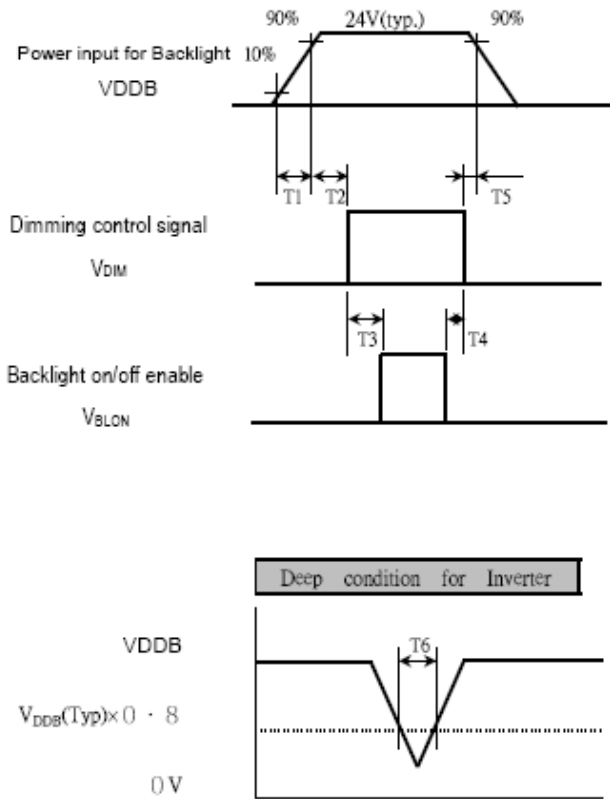 90% 24V(typ.) 90%
Power input for Backlight 10%
VDDB
T1 T2 T5
Dimming control signal
VDIM
T3 T4
Backlight on/off enable
VBLON
Deep condition for Inverter
VDDB T6
VDDB(Typ)×0 · 8
0V